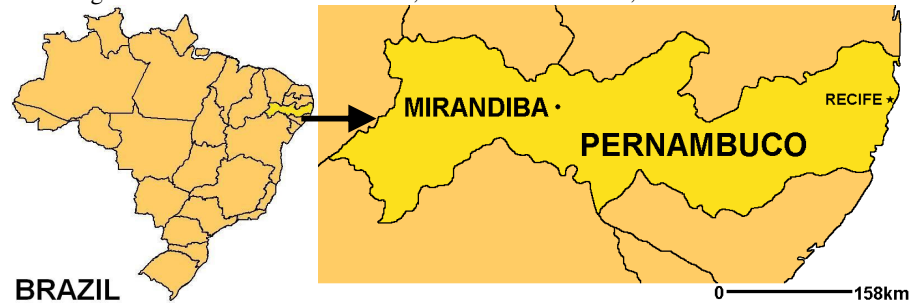 MIRANDIBA
RECIFE
PERNAMBUCO
BRAZIL
0 158km